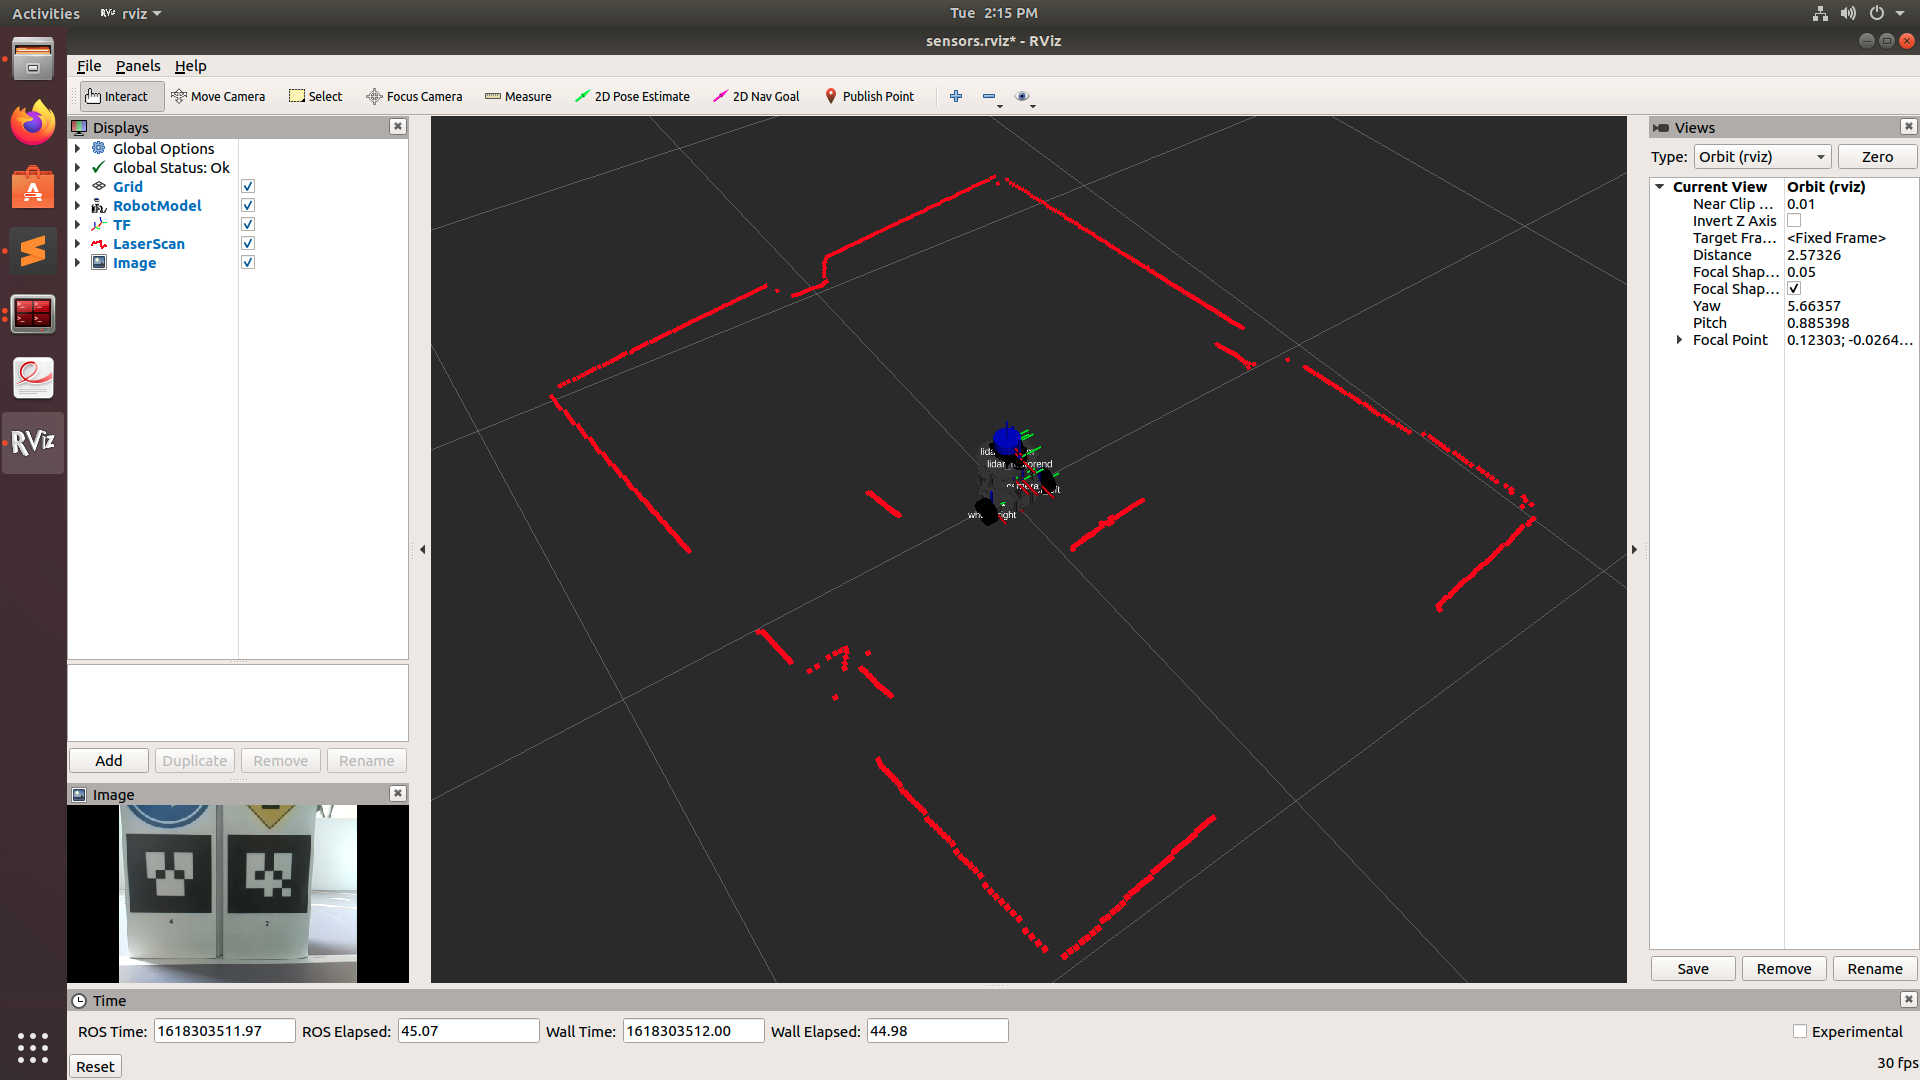 Activities
rviz
Tue 2:15 PM
sensors.rviz* - RViz
File Panels Help
Interact Move Camera Select Focus Camera Measure 2D Pose Estimate 2D Nav Goal Publish Point
Displays
Global Options
Global Status: Ok
Grid
RobotModel
TF
LaserScan
Image
Add Duplicate Remove Rename
Image
4 7
camera
RViz
Views
Type: Orbit (rviz) Zero
Current View Orbit (rviz)
Near Clip ... 0.01
Invert Z Axis
Target Fra... <Fixed Frame>
Distance 2.57326
Focal Shap... 0.05
Focal Shap...
Yaw 5.66357
Pitch 0.885398
Focal Point 0.12303; -0.0264...
Save Remove Rename
Time
ROS Time: 1618303511.97 ROS Elapsed: 45.07 Wall Time: 1618303512.00 Wall Elapsed: 44.98 Experimental
Reset
30 fps